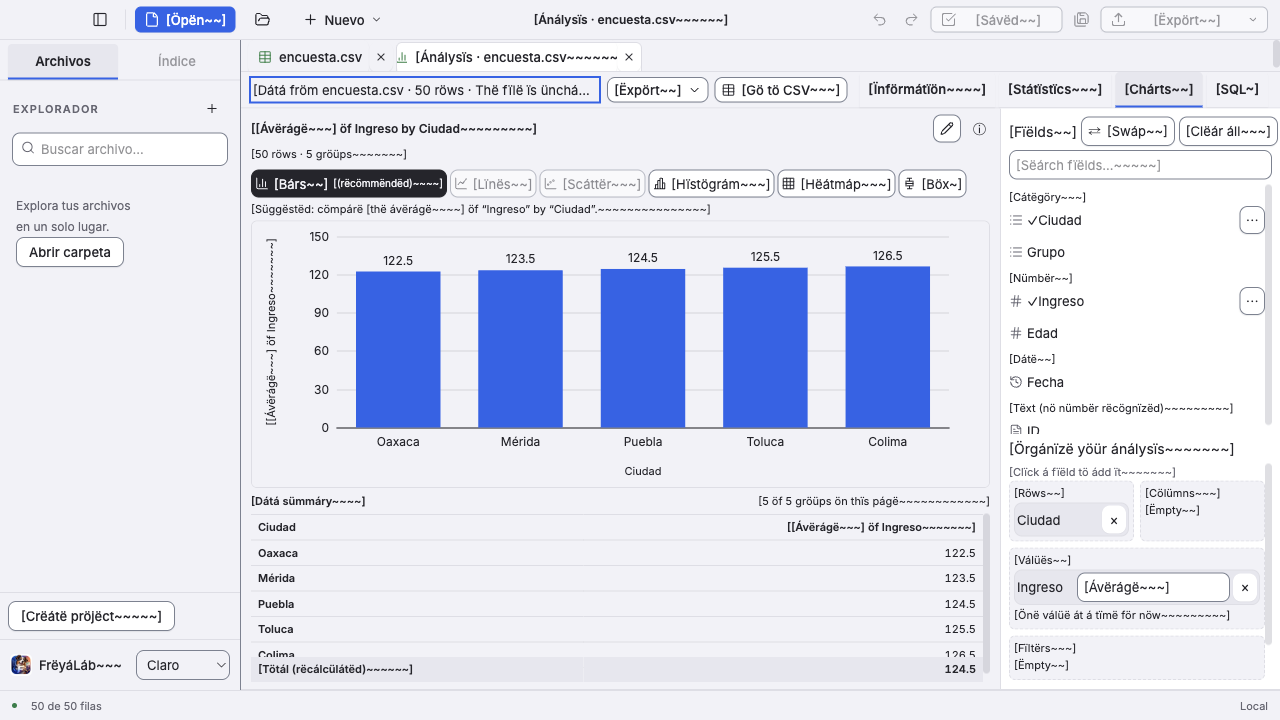 [Öpën~~]
Nuevo
[Ánálysïs · encuesta.csv~~~~~~]
[Sávëd~~]
[Ëxpört~~]
Archivos
Índice
encuesta.csv
[Ánálysïs · encuesta.csv~~~~~~
EXPLORADOR
Buscar archivo...
Explora tus archivos
en un solo lugar.
Abrir carpeta
[Crëátë pröjëct~~~~~]
FrëyáLáb~~~
Claro
[Dátá fröm encuesta.csv · 50 röws · Thë fïlë ïs ünchá...
[Ëxpört~~]
[Gö tö CSV~~~]
[Ïnförmátïön~~~~]
[Státïstïcs~~~~]
[Chárts~~]
[SQL~]
[[Ávërágë~~~] öf Ingreso by Ciudad~~~~~~~~~]
[50 röws · 5 gröüps~~~~~~~]
[Bárs~~] [(rëcömmëndëd)~~~~]
[Lïnës~~]
[Scáttër~~~]
[Hïstögrám~~~]
[Hëátmáp~~~]
[Böx~]
[Süggëstëd: cömpárë [thë ávërágë~~~~] öf “Ingreso” by “Ciudad”.~~~~~~~~~~~~~~~]
[[Ávërágë~~~] öf Ingreso~~~~~~~]
150
120
90
60
30
0
122.5
123.5
124.5
125.5
126.5
Oaxaca
Mérida
Puebla
Toluca
Colima
Ciudad
[Dátá sümmáry~~~~]
[5 öf 5 gröüps ön thïs págë~~~~~~~~~~~~]
Ciudad
[[Ávërágë~~~] öf Ingreso~~~~~~~]
Oaxaca 122.5
Mérida 123.5
Puebla 124.5
Toluca 125.5
Colima 126.5
[Tötál (rëcálcülátëd)~~~~~~] 124.5
[Fïëlds~~]
[Swáp~~]
[Clëár áll~~~]
[Sëárch fïëlds...~~~~~]
[Cátëgöry~~~]
✓Ciudad
Grupo
[Nümbër~~]
✓Ingreso
Edad
[Dátë~~]
Fecha
[Tëxt (nö nümbër rëcögnïzëd)~~~~~~~~~]
ID
[Örgánïzë yöür ánálysïs~~~~~~~]
[Clïck á fïëld tö ádd ït~~~~~~~]
[Röws~~]
Ciudad
[Cölümns~~~]
[Ëmpty~~]
[Válüës~~]
Ingreso
[Ávërágë~~~]
[Önë válüë át á tïmë för nöw~~~~~~~~~]
[Fïltërs~~~]
[Ëmpty~~]
50 de 50 filas
Local